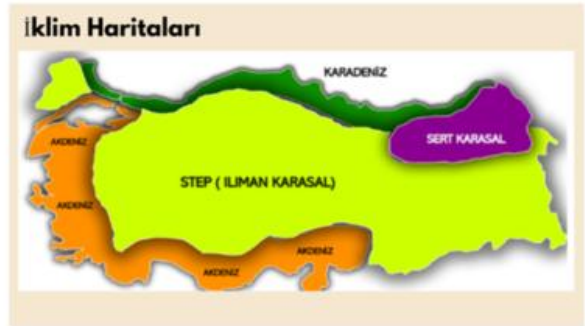 İklim Haritaları
KARADENİZ
SERT KARASAL
AKDENİZ
STEP ( ILIMAN KARASAL)
AKDENİZ
AKDENİZ
AKDENİZ